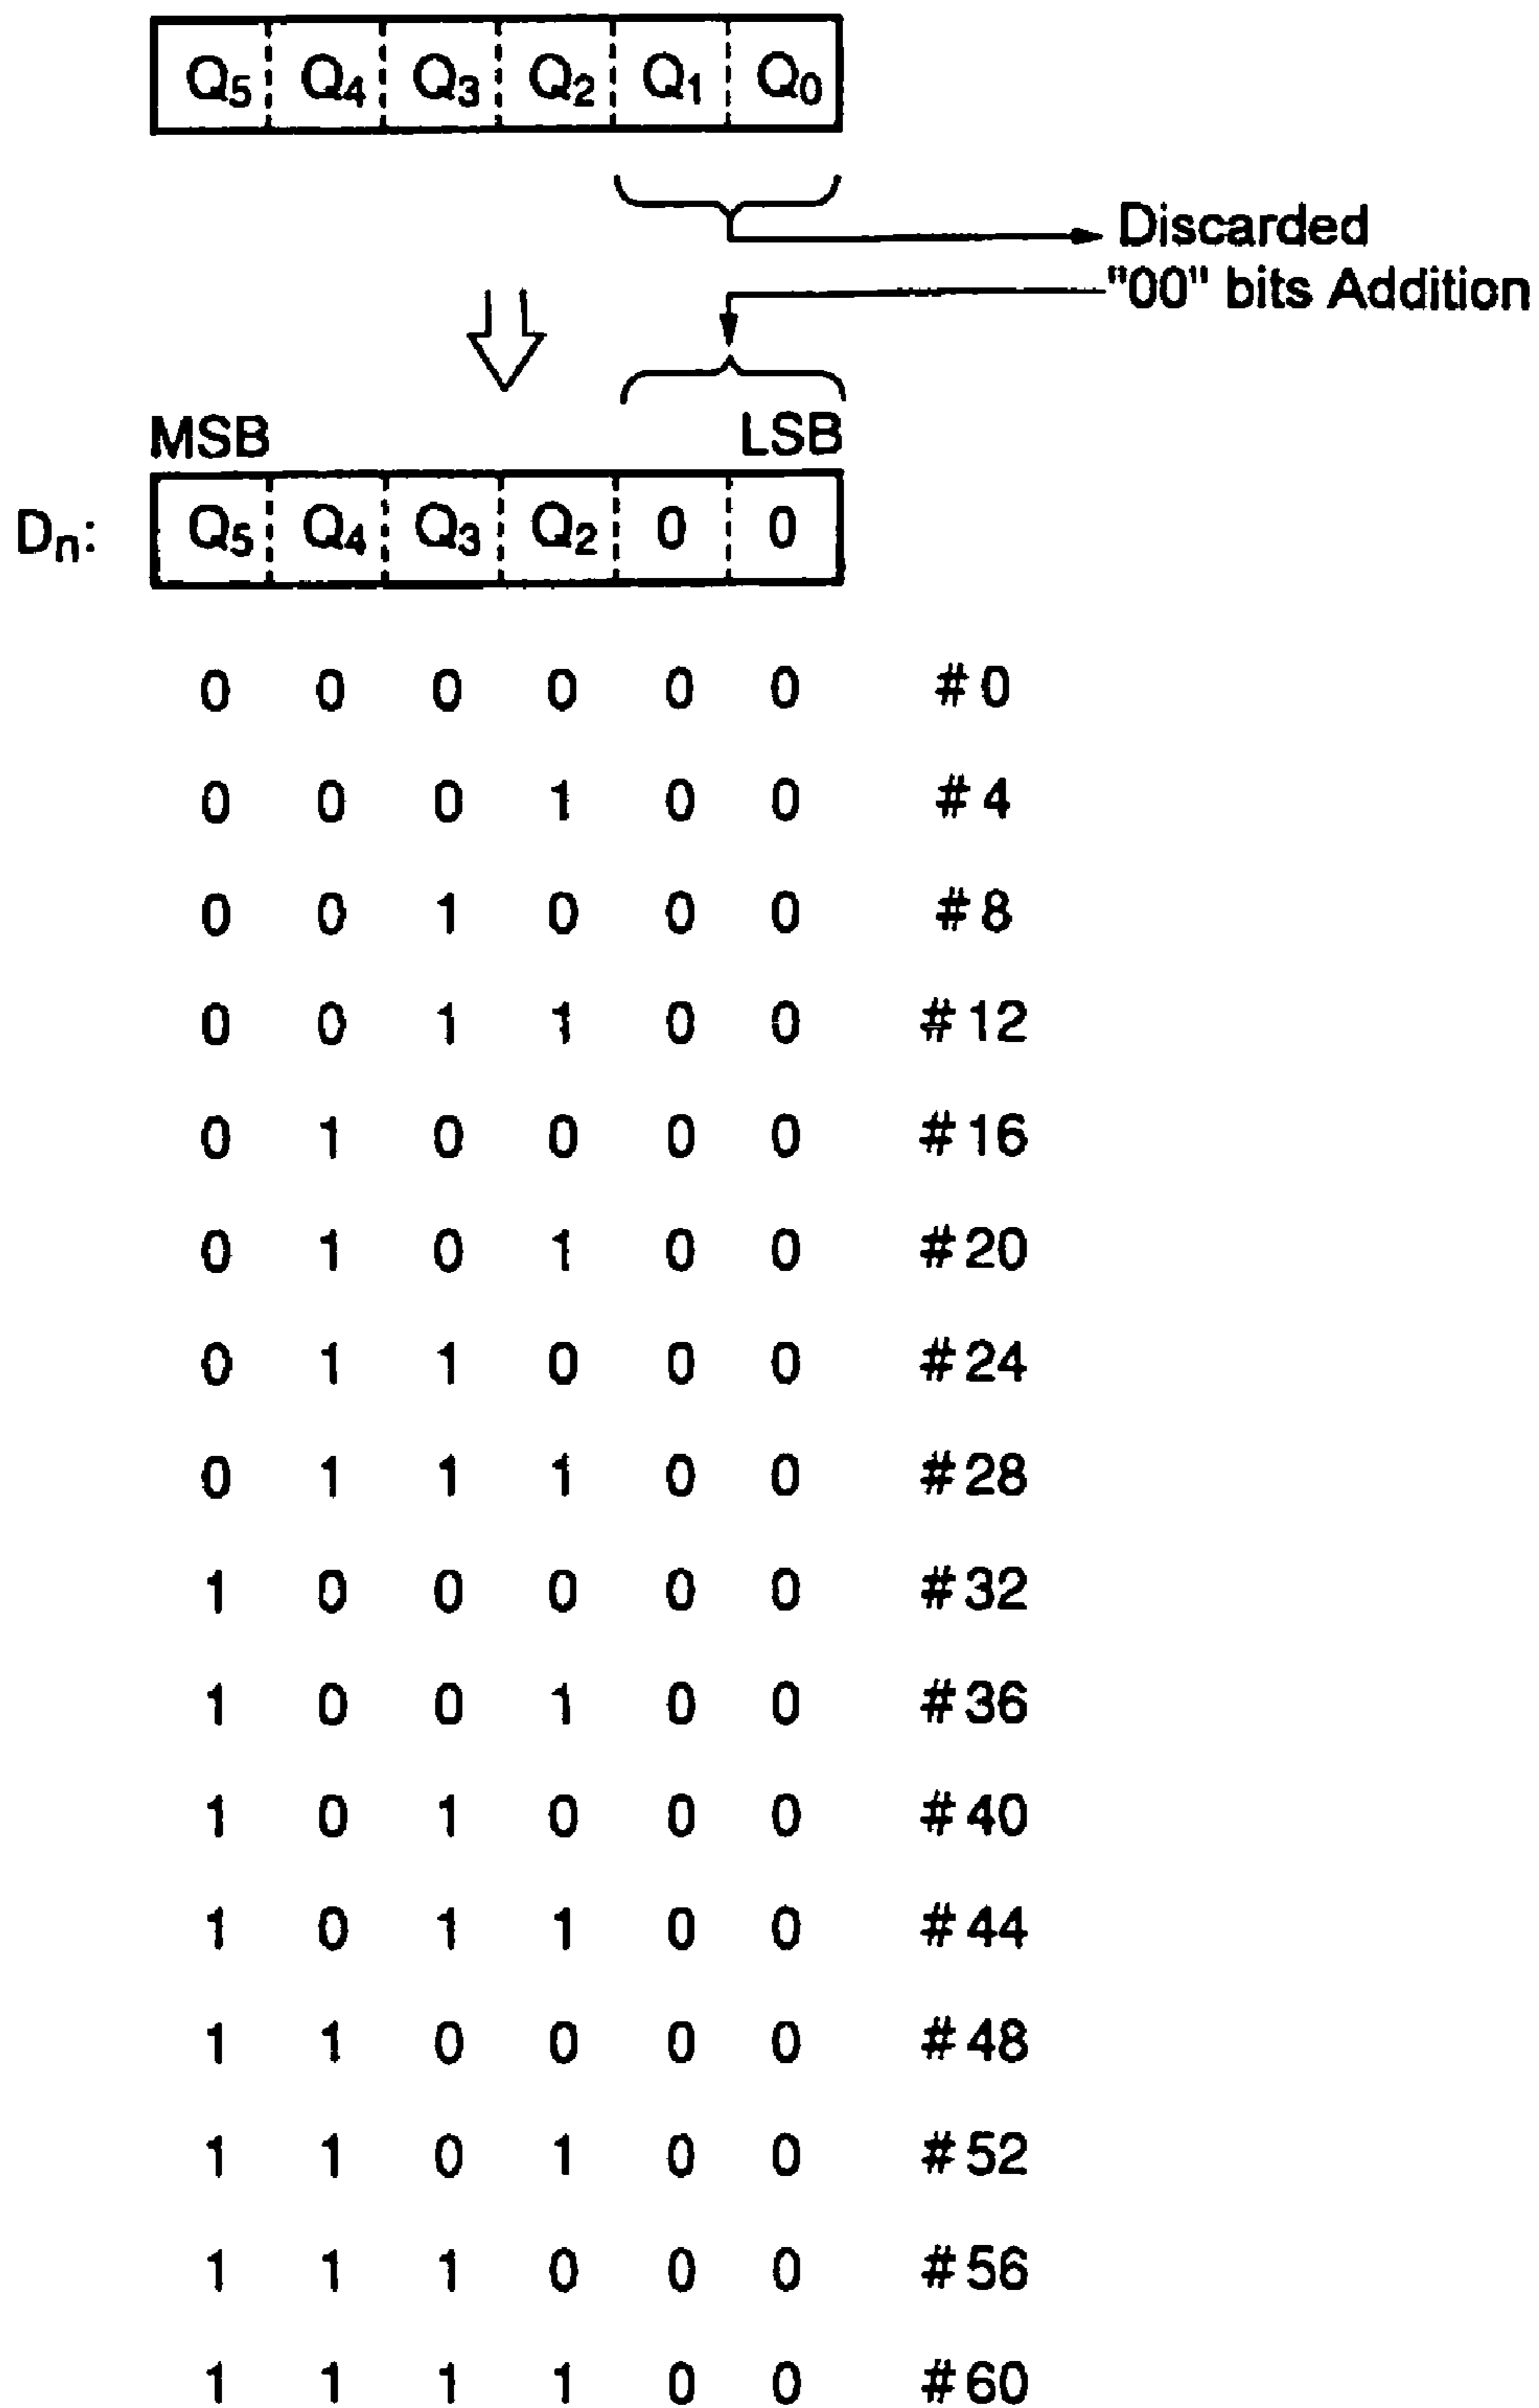 Q5 Q4 Q3 Q2 Q1 Q0
Discarded
"00" bits Addition
MSB LSB
Dn: Q5 Q4 Q3 Q2 0 0
0 0 0 0 0 0 #0
0 0 0 1 0 0 #4
0 0 1 0 0 0 #8
0 0 1 1 0 0 #12
0 1 0 0 0 0 #16
0 1 0 1 0 0 #20
0 1 1 0 0 0 #24
0 1 1 1 0 0 #28
1 0 0 0 0 0 #32
1 0 0 1 0 0 #36
1 0 1 0 0 0 #40
1 0 1 1 0 0 #44
1 1 0 0 0 0 #48
1 1 0 1 0 0 #52
1 1 1 0 0 0 #56
1 1 1 1 0 0 #60